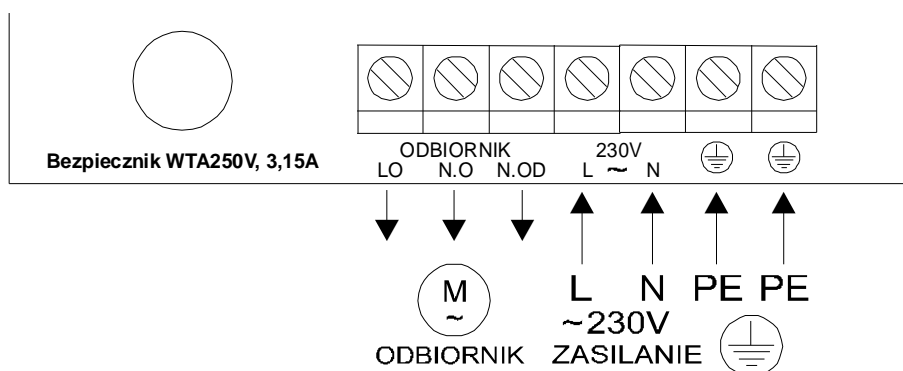 Bezpiecznik WTA250V, 3,15A
ODBIORNIK 230V
LO N.O N.OD L ~ N
M
~
L N PE PE
~230V
ODBIORNIK ZASILANIE